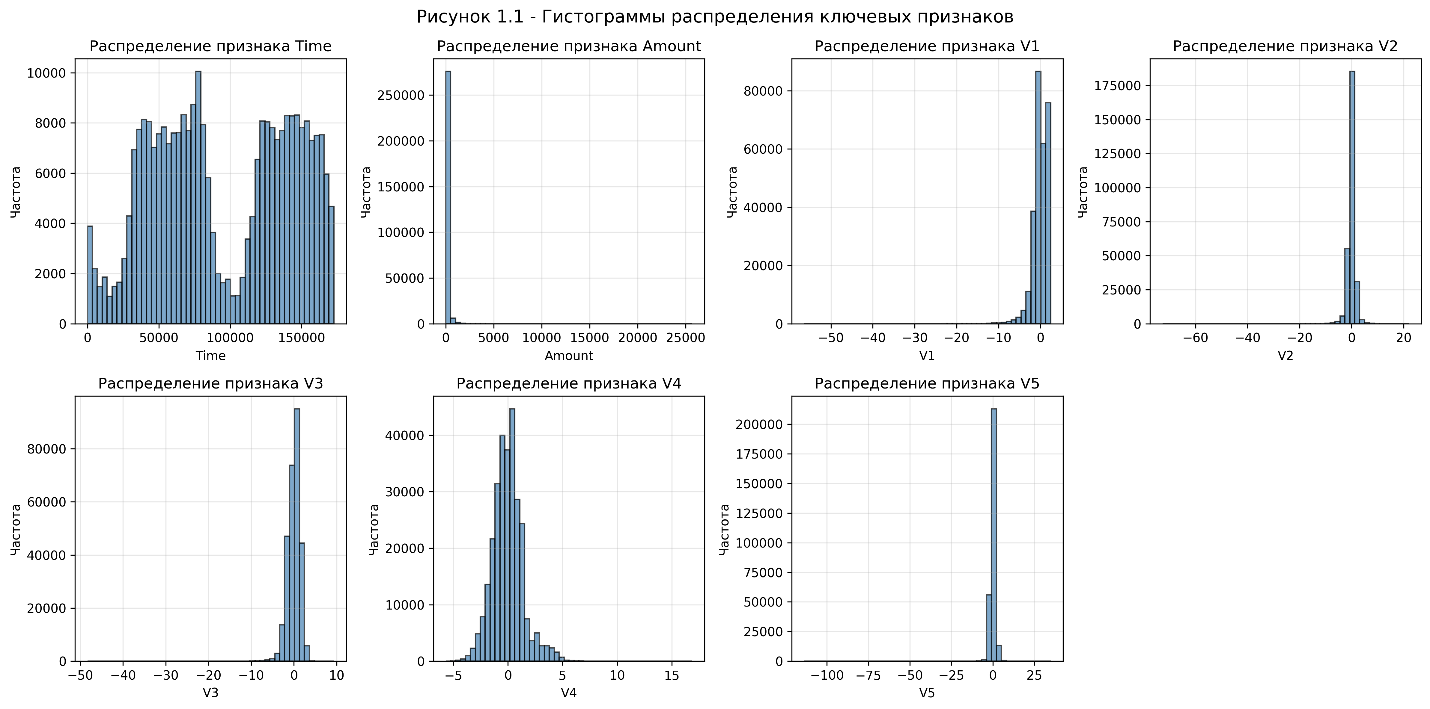 Рисунок 1.1 - Гистограммы распределения ключевых признаков
Распределение признака Time
10000
8000
6000
4000
2000
0
Частота
0 50000 100000 150000
Time
Распределение признака Amount
250000
200000
150000
100000
50000
0
Частота
0 5000 10000 15000 20000 25000
Amount
Распределение признака V1
80000
60000
40000
20000
0
Частота
−50 −40 −30 −20 −10 0
V1
Распределение признака V2
175000
150000
125000
100000
75000
50000
25000
0
Частота
−60 −40 −20 0 20
V2
Распределение признака V3
80000
60000
40000
20000
0
Частота
−50 −40 −30 −20 −10 0 10
V3
Распределение признака V4
40000
30000
20000
10000
0
Частота
−5 0 5 10 15
V4
Распределение признака V5
200000
175000
150000
125000
100000
75000
50000
25000
0
Частота
−100 −75 −50 −25 0 25
V5